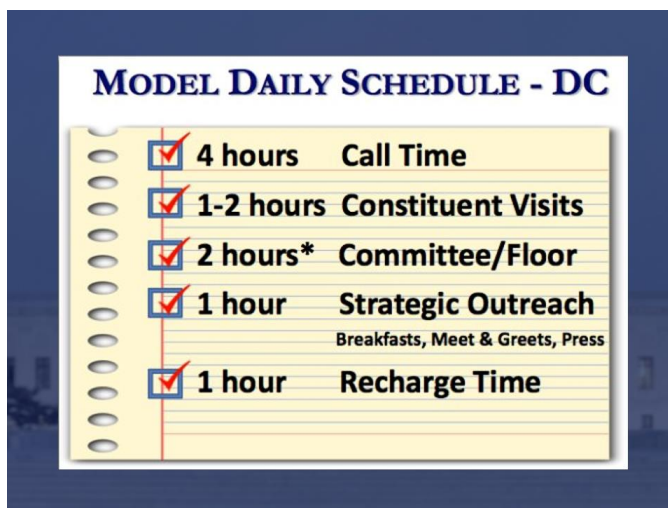 MODEL DAILY SCHEDULE - DC
4 hours Call Time
1-2 hours Constituent Visits
2 hours* Committee/Floor
1 hour Strategic Outreach
Breakfasts, Meet & Greets, Press
1 hour Recharge Time